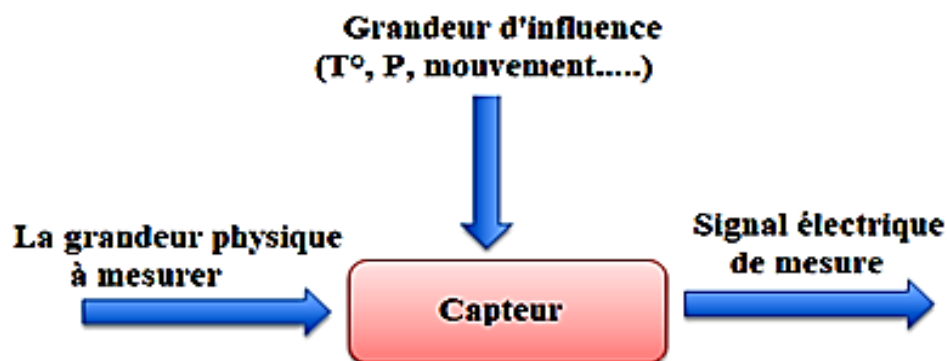 Grandeur d'influence
(T°, P, mouvement.....)
La grandeur physique
à mesurer
Signal électrique
de mesure
Capteur